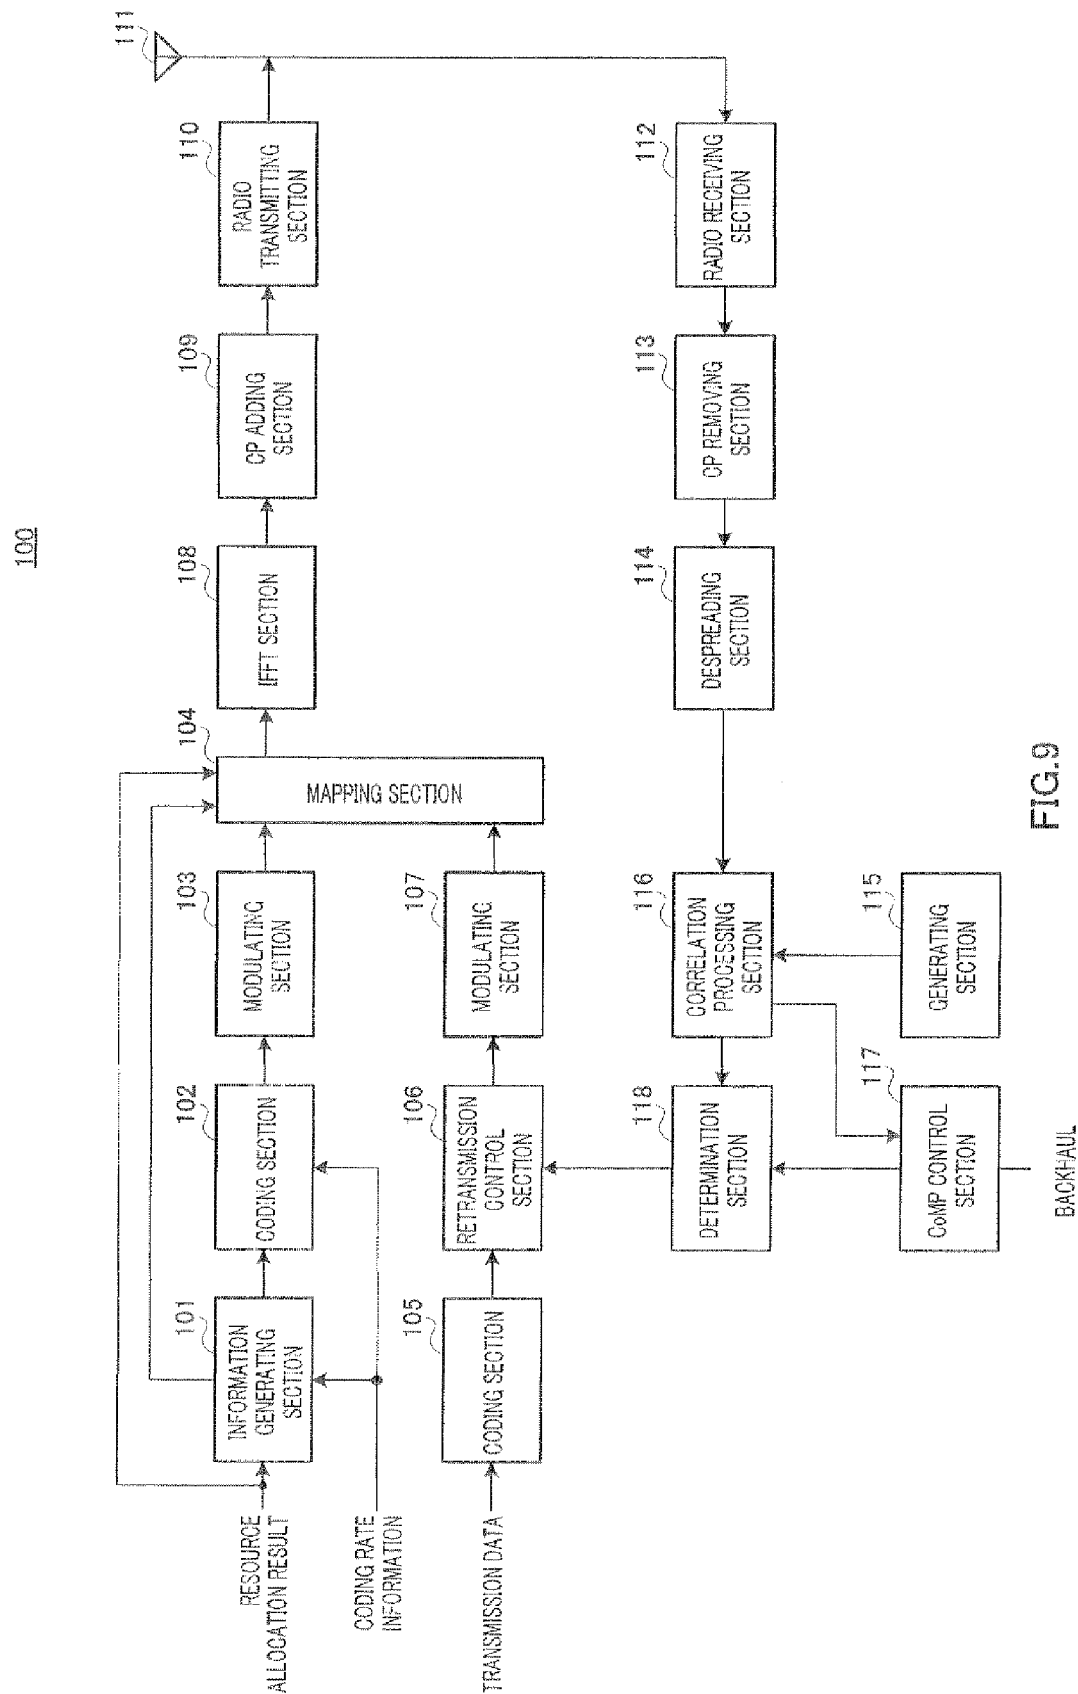 100
111
110
RADIO
TRANSMITTING
SECTION
109
CP ADDING
SECTION
108
IFFT SECTION
104
MAPPING SECTION
103
MODULATING
SECTION
102
CODING SECTION
101
INFORMATION
GENERATING
SECTION
RESOURCE
ALLOCATION RESULT
CODING RATE
INFORMATION
107
MODULATING
SECTION
106
RETRANSMISSION
CONTROL
SECTION
105
CODING SECTION
TRANSMISSION DATA
112
RADIO RECEIVING
SECTION
113
CP REMOVING
SECTION
114
DESPREADING
SECTION
116
CORRELATION
PROCESSING
SECTION
118
DETERMINATION
SECTION
115
GENERATING
SECTION
117
CoMP CONTROL
SECTION
BACKHAUL
FIG.9